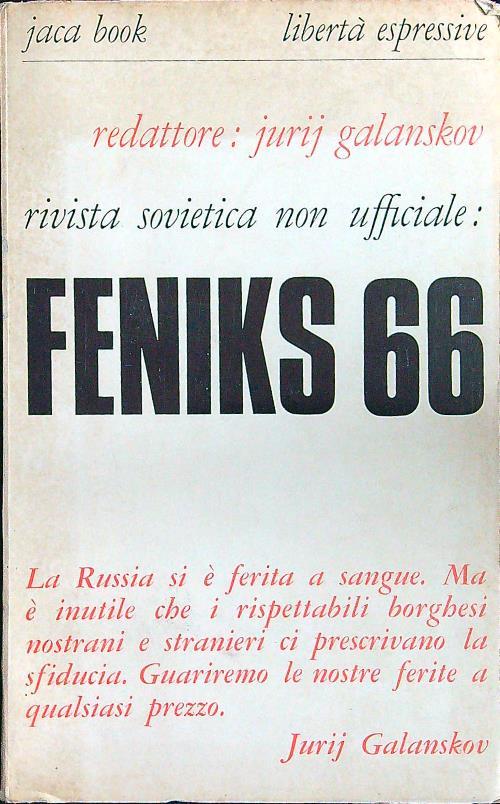 jaca book libertà espressive
redattore: jurij galanskov
rivista sovietica non ufficiale:
FENIKS 66
La Russia si è ferita a sangue. Ma
è inutile che i rispettabili borghesi
nostrani e stranieri ci prescrivano la
sfiducia. Guariremo le nostre ferite a
qualsiasi prezzo.
Jurij Galanskov